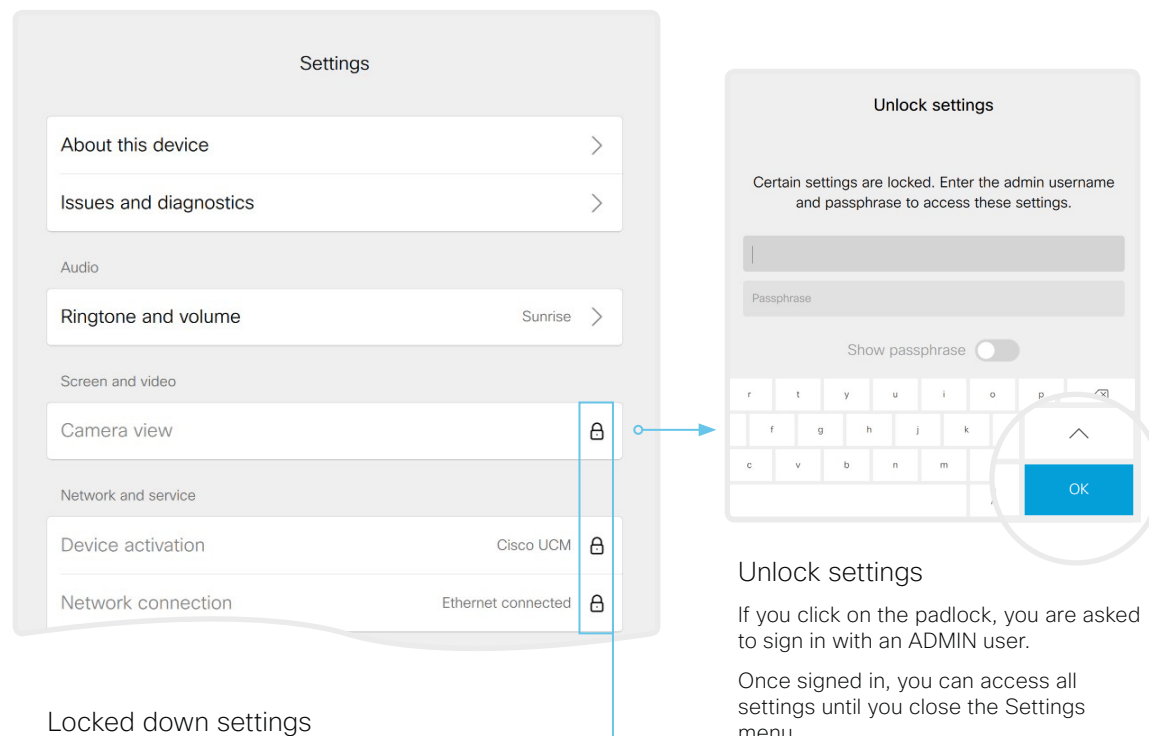 Settings
About this device
Issues and diagnostics
Audio
Ringtone and volume Sunrise
Screen and video
Camera view
Network and service
Device activation Cisco UCM
Network connection Ethernet connected
Locked down settings
Unlock settings
Certain settings are locked. Enter the admin username
and passphrase to access these settings.
Passphrase
Show passphrase
r t y u i o p
f g h j k
c v b n m
OK
Unlock settings
If you click on the padlock, you are asked
to sign in with an ADMIN user.
Once signed in, you can access all
settings until you close the Settings
menu